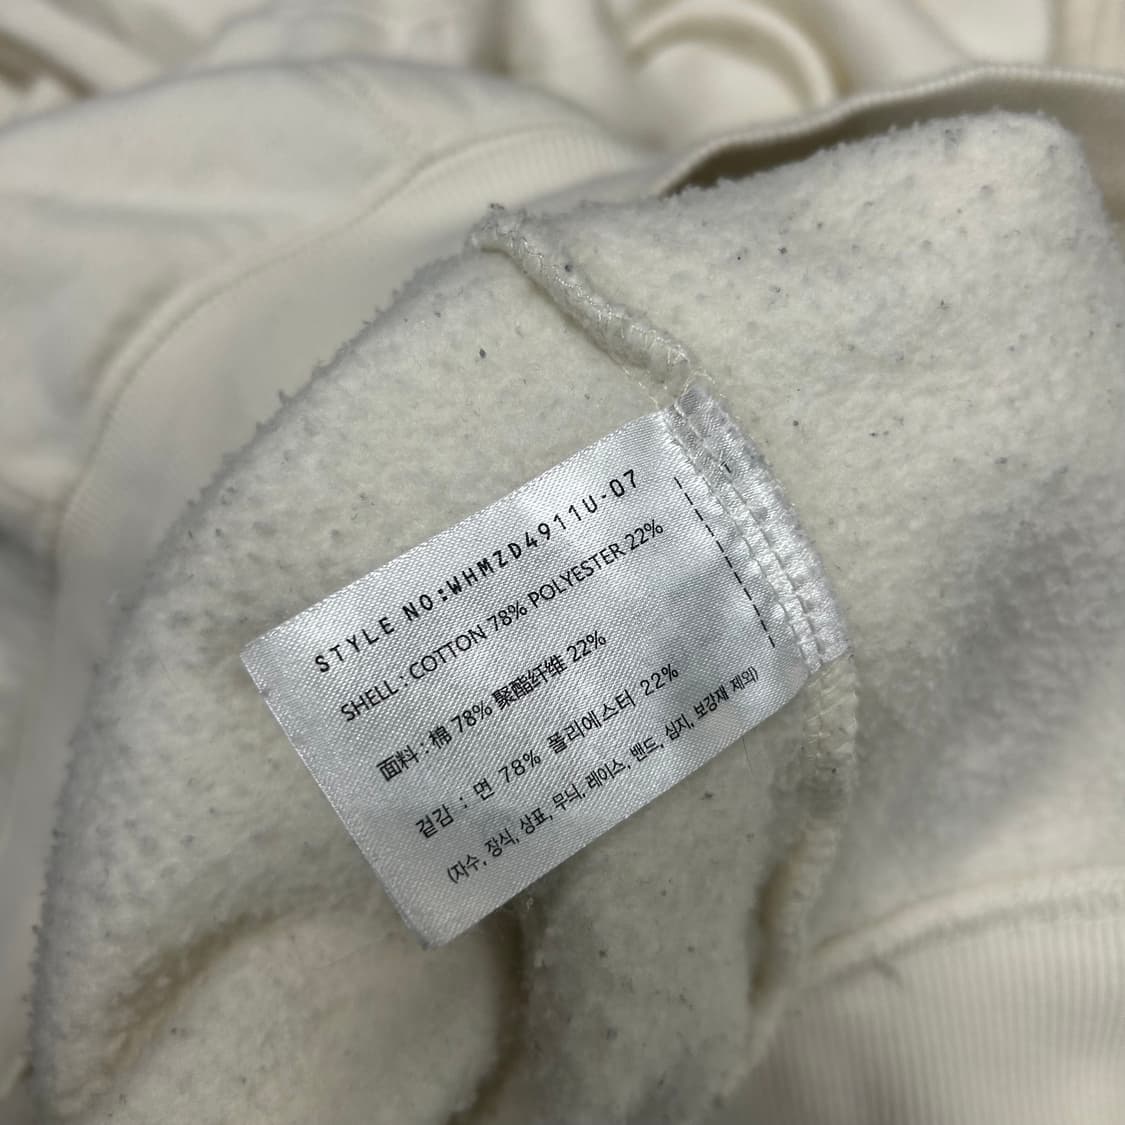 STYLE NO:WHMZD4911U-07
SHELL : COTTON 78% POLYESTER 22%
面料 : 棉 78% 聚酯纤维 22%
겉감 : 면 78% 폴리에스터 22%
(자수, 장식, 상표, 무늬, 레이스, 밴드, 심지, 보강재 제외)